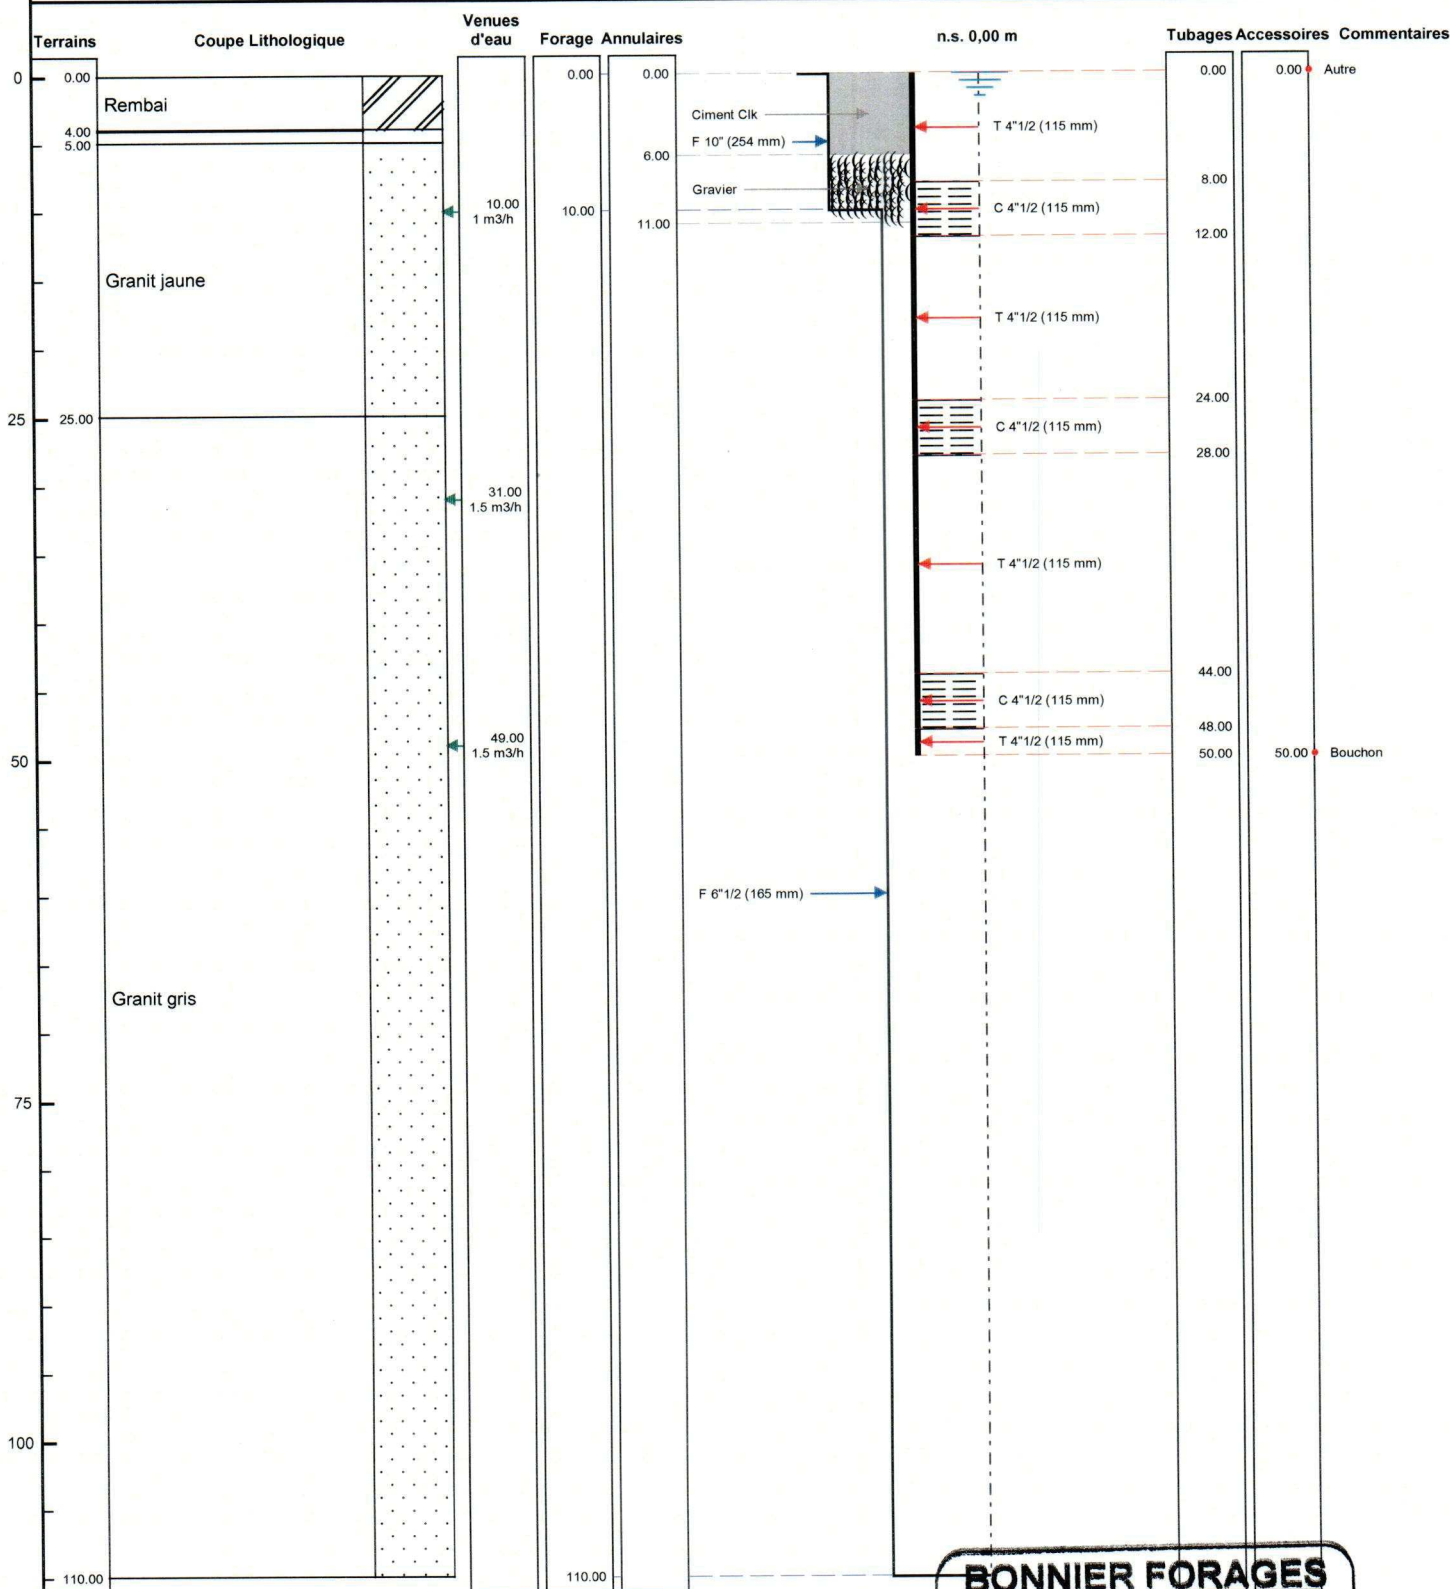 Terrains Coupe Lithologique Venues d'eau Forage Annulaires n.s. 0,00 m Tubages Accessoires Commentaires
0 0.00 0.00 0.00 0.00 0.00 Autre
Rembai
Ciment Clk
T 4"1/2 (115 mm)
4.00
F 10" (254 mm)
5.00
6.00
8.00
Gravier
10.00
1 m3/h
10.00
C 4"1/2 (115 mm)
11.00
12.00
Granit jaune
T 4"1/2 (115 mm)
24.00
25 25.00
C 4"1/2 (115 mm)
28.00
31.00
1.5 m3/h
T 4"1/2 (115 mm)
44.00
C 4"1/2 (115 mm)
48.00
49.00
1.5 m3/h
T 4"1/2 (115 mm)
50 50.00 50.00 Bouchon
F 6"1/2 (165 mm)
Granit gris
75
100
110.00 110.00
BONNIER FORAGES